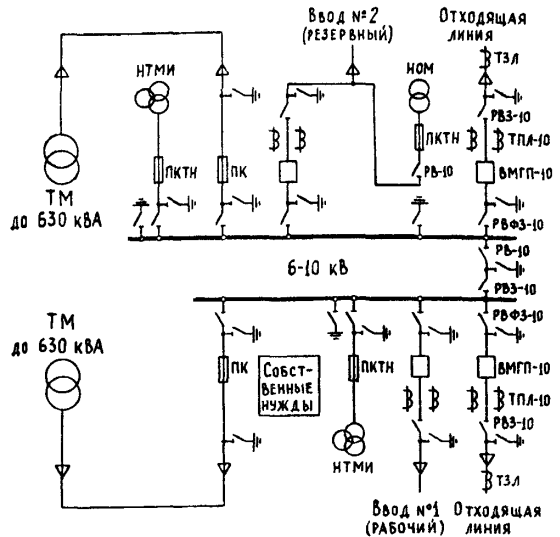 Ввод №2
(резервный)
Отходящая
линия
ТЗЛ
НТМИ
НОМ
РВЗ-10
ПКТН
ТПЛ-10
ПКТН
ПК
РВ-10
ВМГП-10
ТМ
до 630 кВА
РВФЗ-10
РВ-10
6-10 кВ
РВЗ-10
ТМ
до 630 кВА
РВФЗ-10
ПК
Собст-
венные
нужды
ПКТН
ВМГП-10
ТПЛ-10
РВЗ-10
НТМИ
ТЗЛ
Ввод №1
(рабочий)
Отходящая
линия